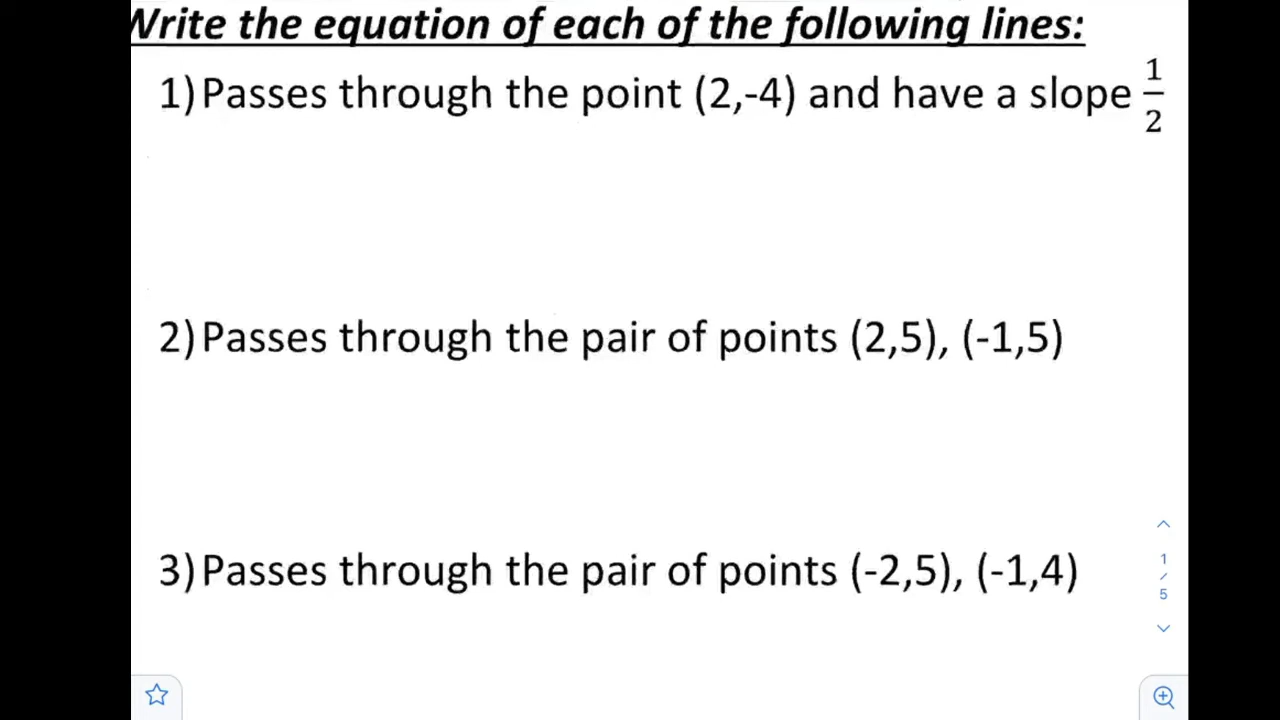 Write the equation of each of the following lines:
1) Passes through the point (2,-4) and have a slope 1/2
2) Passes through the pair of points (2,5), (-1,5)
3) Passes through the pair of points (-2,5), (-1,4)
1
/
5